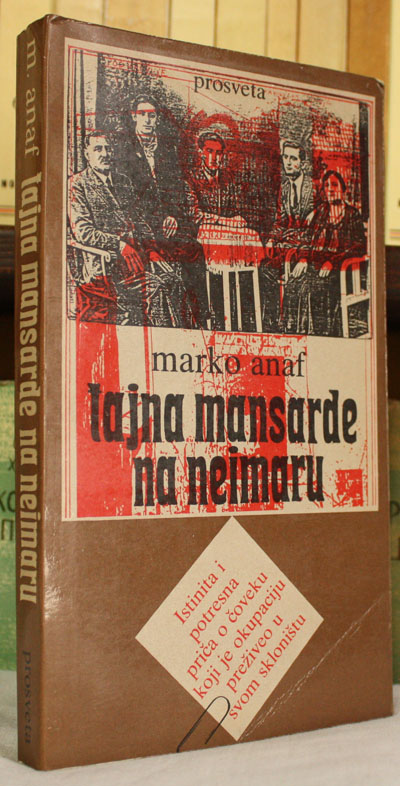 m. anaf tajna mansarde na neimaru prosveta
prosveta
marko anaf
tajna mansarde
na neimaru
Istinita i
potresna
priča o čoveku
koji je okupaciju
preživeo u
svom skloništu